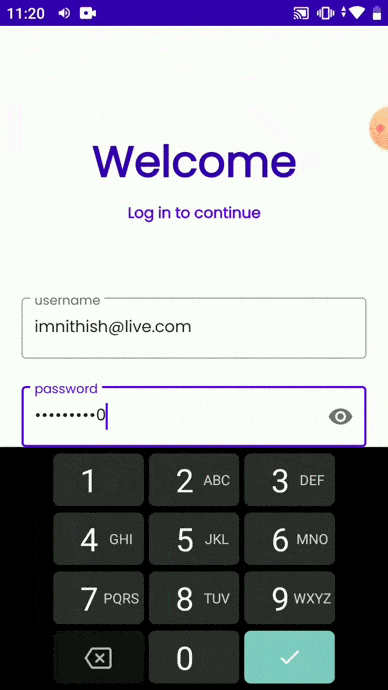 11:20
Welcome
Log in to continue
username
imnithish@live.com
password
•••••••••0
1
2 ABC
3 DEF
4 GHI
5 JKL
6 MNO
7 PQRS
8 TUV
9 WXYZ
0